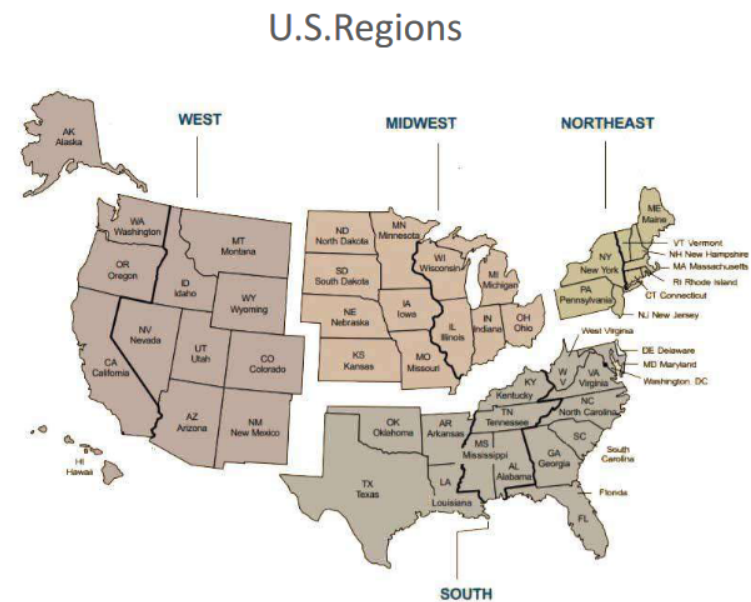 U.S.Regions
WEST
MIDWEST
NORTHEAST
AK
Alaska
WA
Washington
OR
Oregon
CA
California
NV
Nevada
ID
Idaho
MT
Montana
WY
Wyoming
UT
Utah
CO
Colorado
AZ
Arizona
NM
New Mexico
HI
Hawaii
ND
North Dakota
SD
South Dakota
NE
Nebraska
KS
Kansas
MN
Minnesota
IA
Iowa
MO
Missouri
WI
Wisconsin
IL
Illinois
MI
Michigan
IN
Indiana
OH
Ohio
ME
Maine
NY
New York
PA
Pennsylvania
VT Vermont
NH New Hampshire
MA Massachusetts
RI Rhode Island
CT Connecticut
NJ New Jersey
West Virginia
DE Delaware
MD Maryland
Washington, DC
W
V
VA
Virginia
KY
Kentucky
TN
Tennessee
NC
North Carolina
SC
South
Carolina
OK
Oklahoma
AR
Arkansas
TX
Texas
LA
Louisiana
MS
Mississippi
AL
Alabama
GA
Georgia
Florida
FL
SOUTH